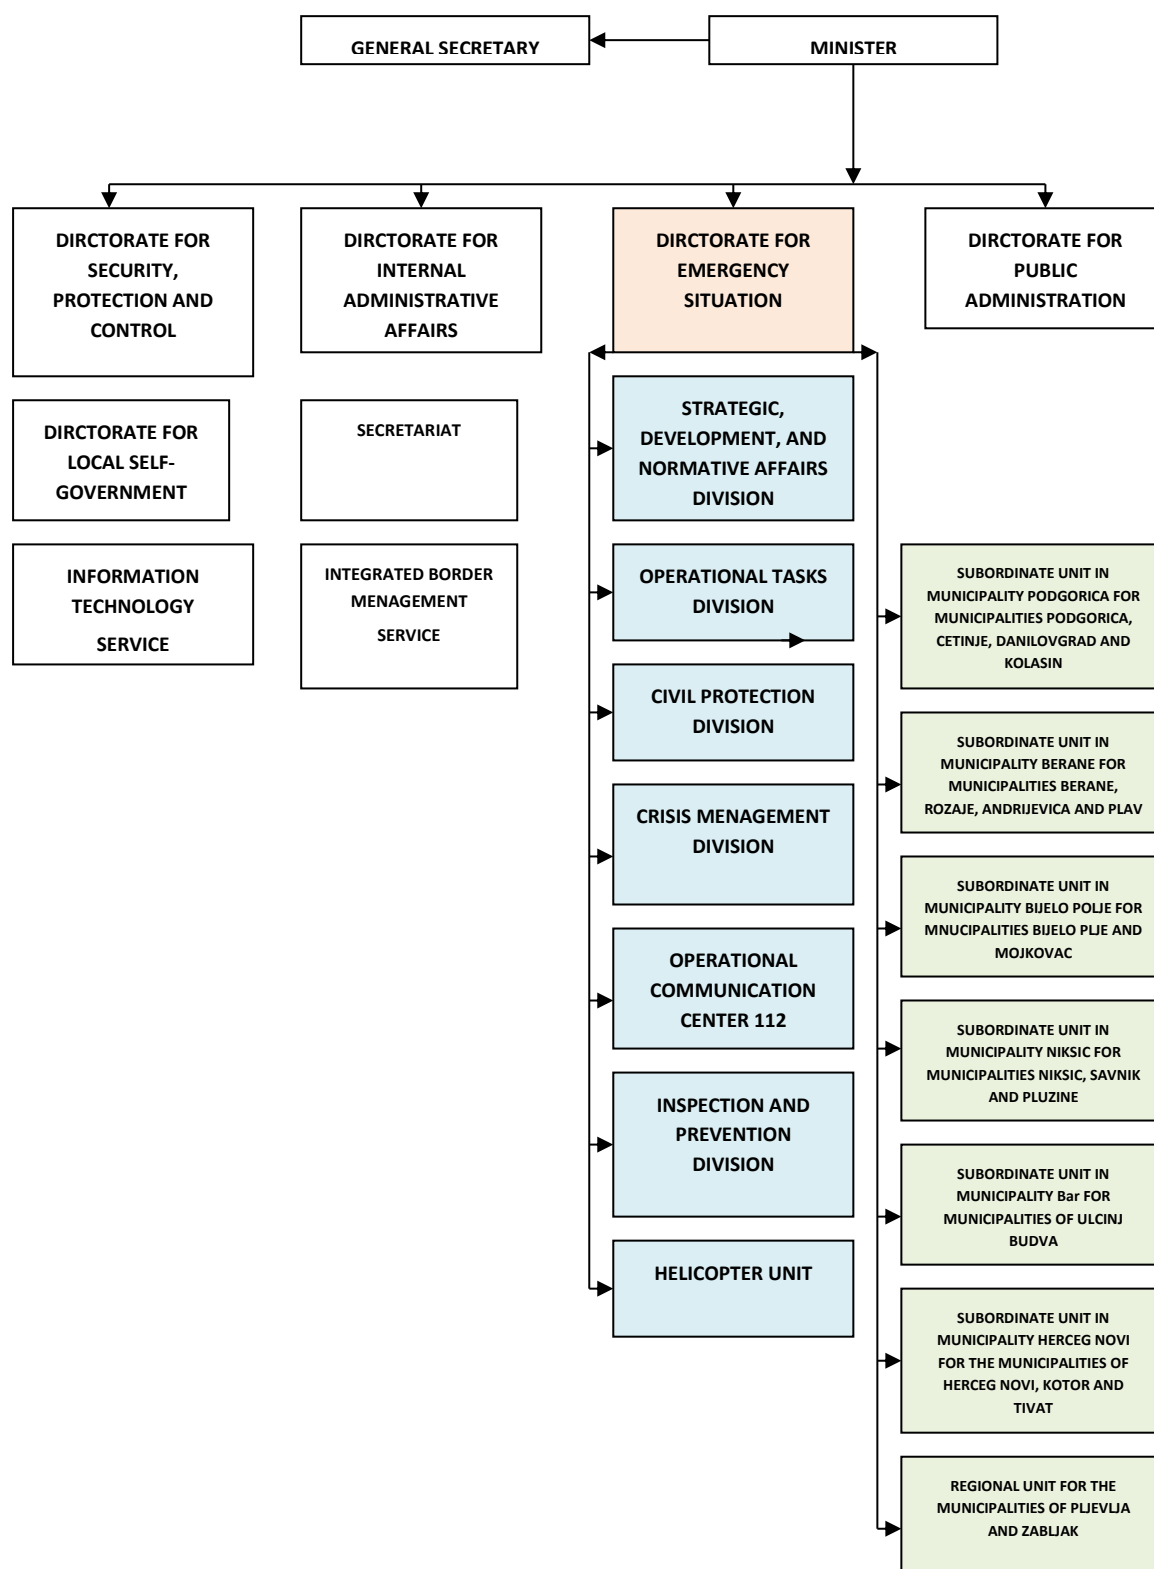 GENERAL SECRETARY
MINISTER
DIRCTORATE FOR
SECURITY,
PROTECTION AND
CONTROL
DIRCTORATE FOR
INTERNAL
ADMINISTRATIVE
AFFAIRS
DIRCTORATE FOR
EMERGENCY
SITUATION
DIRCTORATE FOR
PUBLIC
ADMINISTRATION
DIRCTORATE FOR
LOCAL SELF-
GOVERNMENT
SECRETARIAT
STRATEGIC,
DEVELOPMENT, AND
NORMATIVE AFFAIRS
DIVISION
INFORMATION
TECHNOLOGY
SERVICE
INTEGRATED BORDER
MENAGEMENT
SERVICE
OPERATIONAL TASKS
DIVISION
SUBORDINATE UNIT IN
MUNICIPALITY PODGORICA FOR
MUNICIPALITIES PODGORICA,
CETINJE, DANILOVGRAD AND
KOLASIN
CIVIL PROTECTION
DIVISION
SUBORDINATE UNIT IN
MUNICIPALITY BERANE FOR
MUNICIPALITIES BERANE,
ROZAJE, ANDRIJEVICA AND PLAV
CRISIS MENAGEMENT
DIVISION
SUBORDINATE UNIT IN
MUNICIPALITY BIJELO POLJE FOR
MNUCIPALITIES BIJELO PLJE AND
MOJKOVAC
OPERATIONAL
COMMUNICATION
CENTER 112
SUBORDINATE UNIT IN
MUNICIPALITY NIKSIC FOR
MUNICIPALITIES NIKSIC, SAVNIK
AND PLUZINE
INSPECTION AND
PREVENTION
DIVISION
SUBORDINATE UNIT IN
MUNICIPALITY Bar FOR
MUNICIPALITIES OF ULCINJ
BUDVA
HELICOPTER UNIT
SUBORDINATE UNIT IN
MUNICIPALITY HERCEG NOVI
FOR THE MUNICIPALITIES OF
HERCEG NOVI, KOTOR AND
TIVAT
REGIONAL UNIT FOR THE
MUNICIPALITIES OF PLJEVLJA
AND ZABLJAK